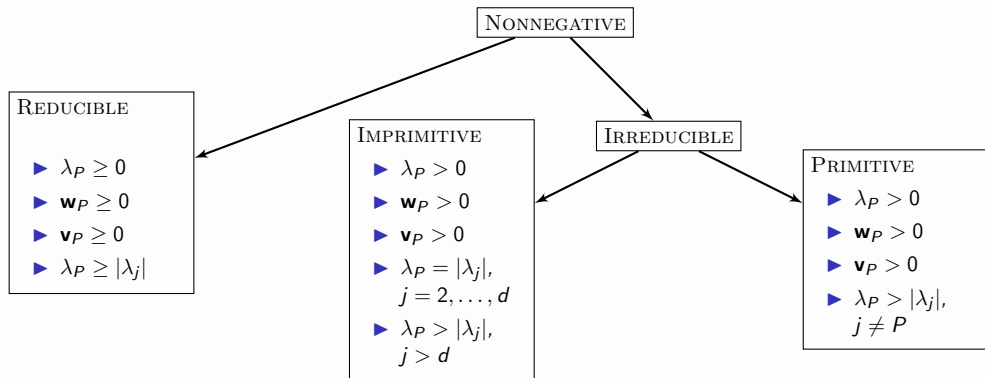 NONNEGATIVE
REDUCIBLE
▶ λ_P ≥ 0
▶ w_P ≥ 0
▶ v_P ≥ 0
▶ λ_P ≥ |λ_j|
IRREDUCIBLE
IMPRIMITIVE
▶ λ_P > 0
▶ w_P > 0
▶ v_P > 0
▶ λ_P = |λ_j|,
j = 2, . . . , d
▶ λ_P > |λ_j|,
j > d
PRIMITIVE
▶ λ_P > 0
▶ w_P > 0
▶ v_P > 0
▶ λ_P > |λ_j|,
j ≠ P